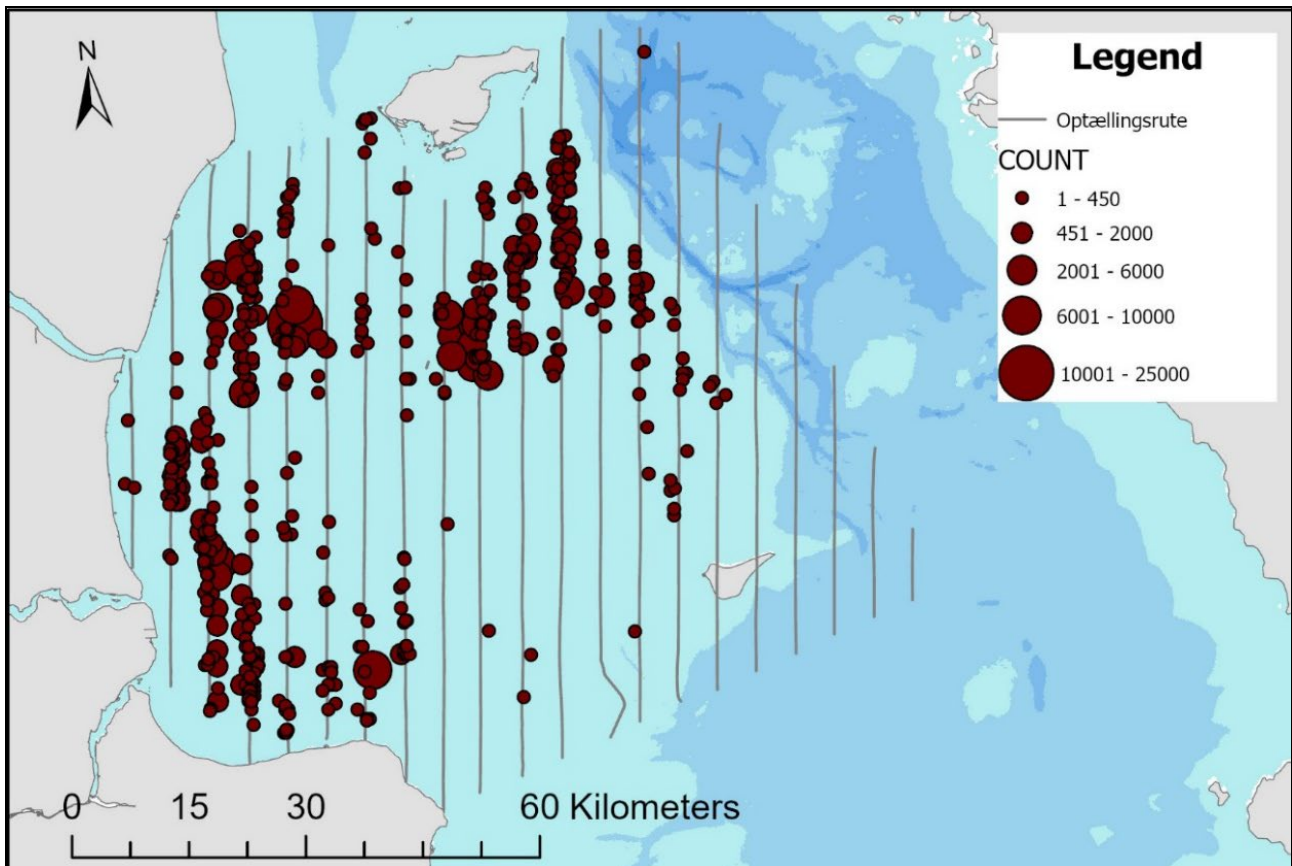 N
Legend
Optællingsrute
COUNT
1 - 450
451 - 2000
2001 - 6000
6001 - 10000
10001 - 25000
0 15 30 60 Kilometers